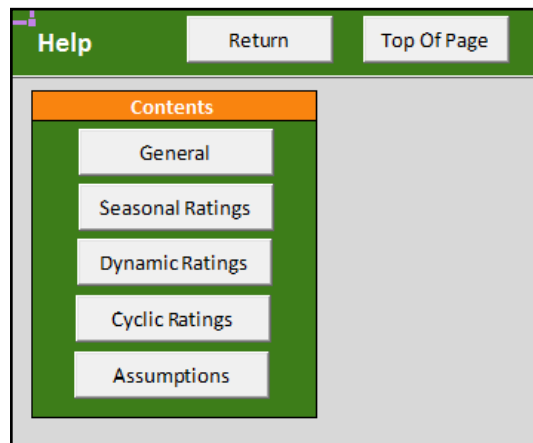 Help
Return
Top Of Page
Contents
General
Seasonal Ratings
Dynamic Ratings
Cyclic Ratings
Assumptions